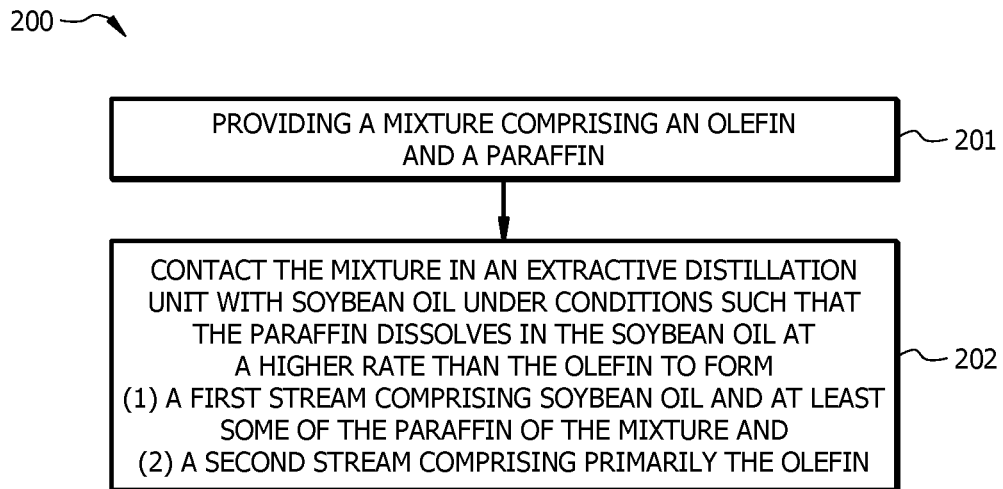 200
PROVIDING A MIXTURE COMPRISING AN OLEFIN
AND A PARAFFIN
201
CONTACT THE MIXTURE IN AN EXTRACTIVE DISTILLATION
UNIT WITH SOYBEAN OIL UNDER CONDITIONS SUCH THAT
THE PARAFFIN DISSOLVES IN THE SOYBEAN OIL AT
A HIGHER RATE THAN THE OLEFIN TO FORM
(1) A FIRST STREAM COMPRISING SOYBEAN OIL AND AT LEAST
SOME OF THE PARAFFIN OF THE MIXTURE AND
(2) A SECOND STREAM COMPRISING PRIMARILY THE OLEFIN
202